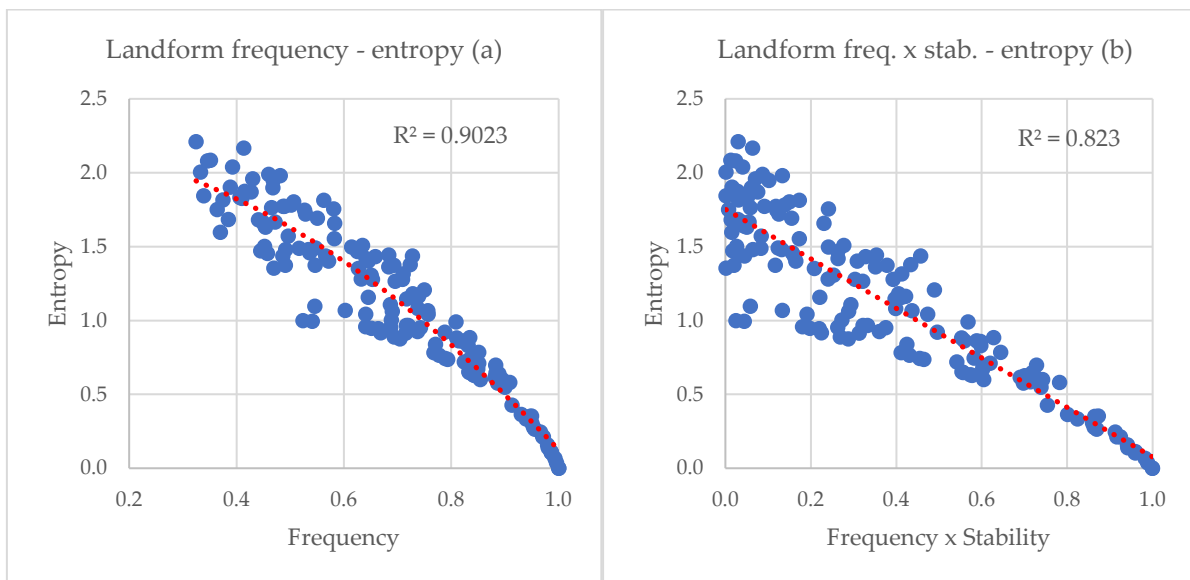 Landform frequency - entropy (a)
2.5
2.0
1.5
1.0
0.5
0.0
R² = 0.9023
Entropy
0.2 0.4 0.6 0.8 1.0
Frequency
Landform freq. x stab. - entropy (b)
2.5
2.0
1.5
1.0
0.5
0.0
R² = 0.823
Entropy
0.0 0.2 0.4 0.6 0.8 1.0
Frequency x Stability